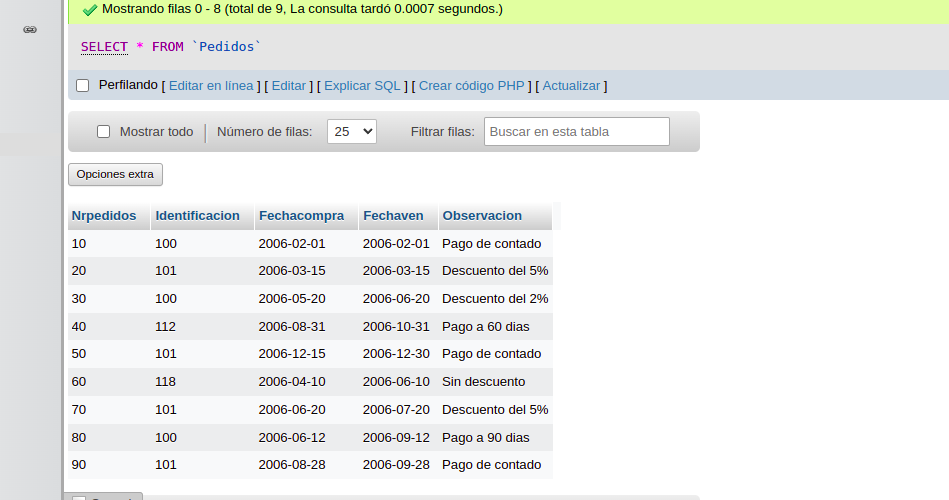 Mostrando filas 0 - 8 (total de 9, La consulta tardó 0.0007 segundos.)
SELECT * FROM `Pedidos`
Perfilando [ Editar en línea ] [ Editar ] [ Explicar SQL ] [ Crear código PHP ] [ Actualizar ]
Mostrar todo | Número de filas: 25 Filtrar filas: Buscar en esta tabla
Opciones extra
Nrpedidos Identificacion Fechacompra Fechaven Observacion
10 100 2006-02-01 2006-02-01 Pago de contado
20 101 2006-03-15 2006-03-15 Descuento del 5%
30 100 2006-05-20 2006-06-20 Descuento del 2%
40 112 2006-08-31 2006-10-31 Pago a 60 dias
50 101 2006-12-15 2006-12-30 Pago de contado
60 118 2006-04-10 2006-06-10 Sin descuento
70 101 2006-06-20 2006-07-20 Descuento del 5%
80 100 2006-06-12 2006-09-12 Pago a 90 dias
90 101 2006-08-28 2006-09-28 Pago de contado